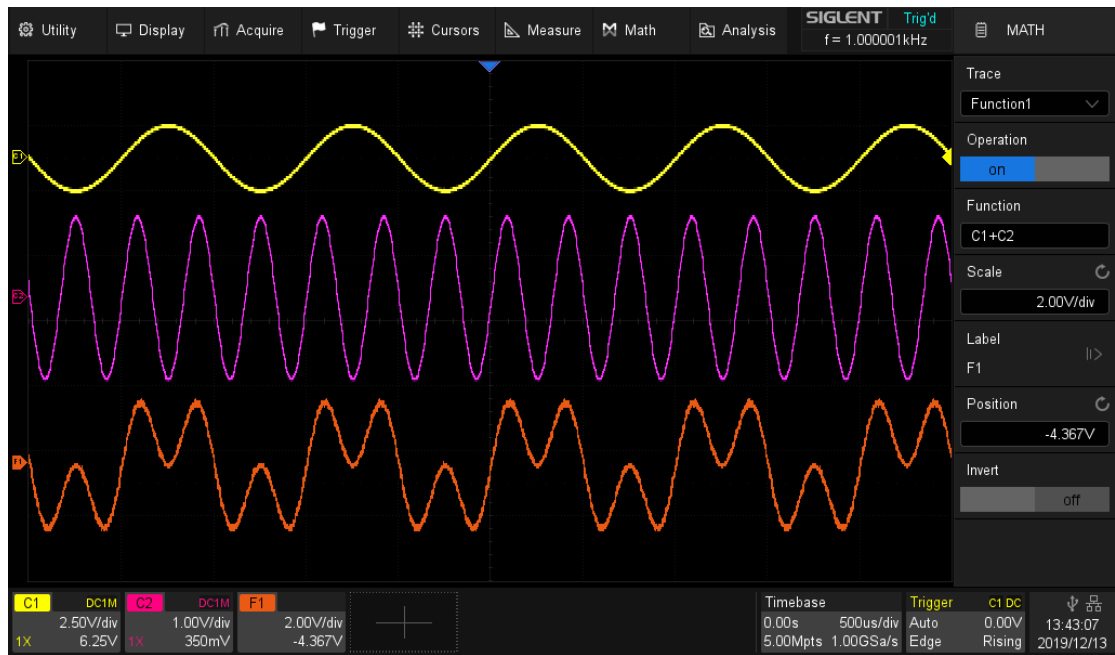 Utility Display Acquire Trigger Cursors Measure Math Analysis
SIGLENT Trig'd
f = 1.000001kHz
MATH
Trace
Function1
Operation
on
Function
C1+C2
Scale
2.00V/div
Label
F1
Position
-4.367V
Invert
off
C1
C2
F1
C1 DC1M
2.50V/div
1X 6.25V
C2 DC1M
1.00V/div
1X 350mV
F1
2.00V/div
-4.367V
Timebase
0.00s 500us/div
5.00Mpts 1.00GSa/s
Trigger C1 DC
Auto 0.00V
Edge Rising
13:43:07
2019/12/13